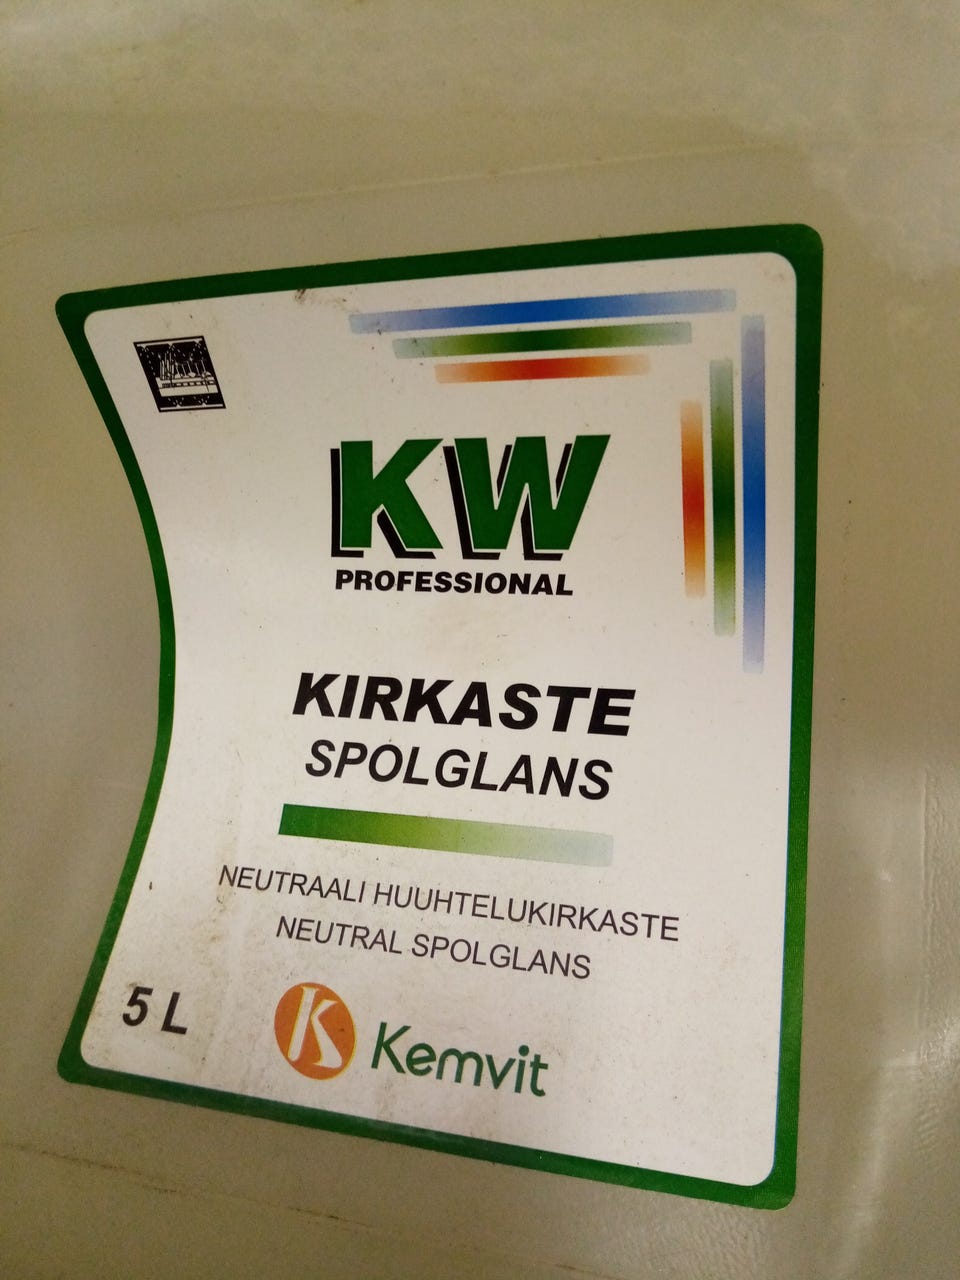 KW
PROFESSIONAL
KIRKASTE
SPOLGLANS
NEUTRAALI HUUHTELUKIRKASTE
NEUTRAL SPOLGLANS
5 L
K Kemvit